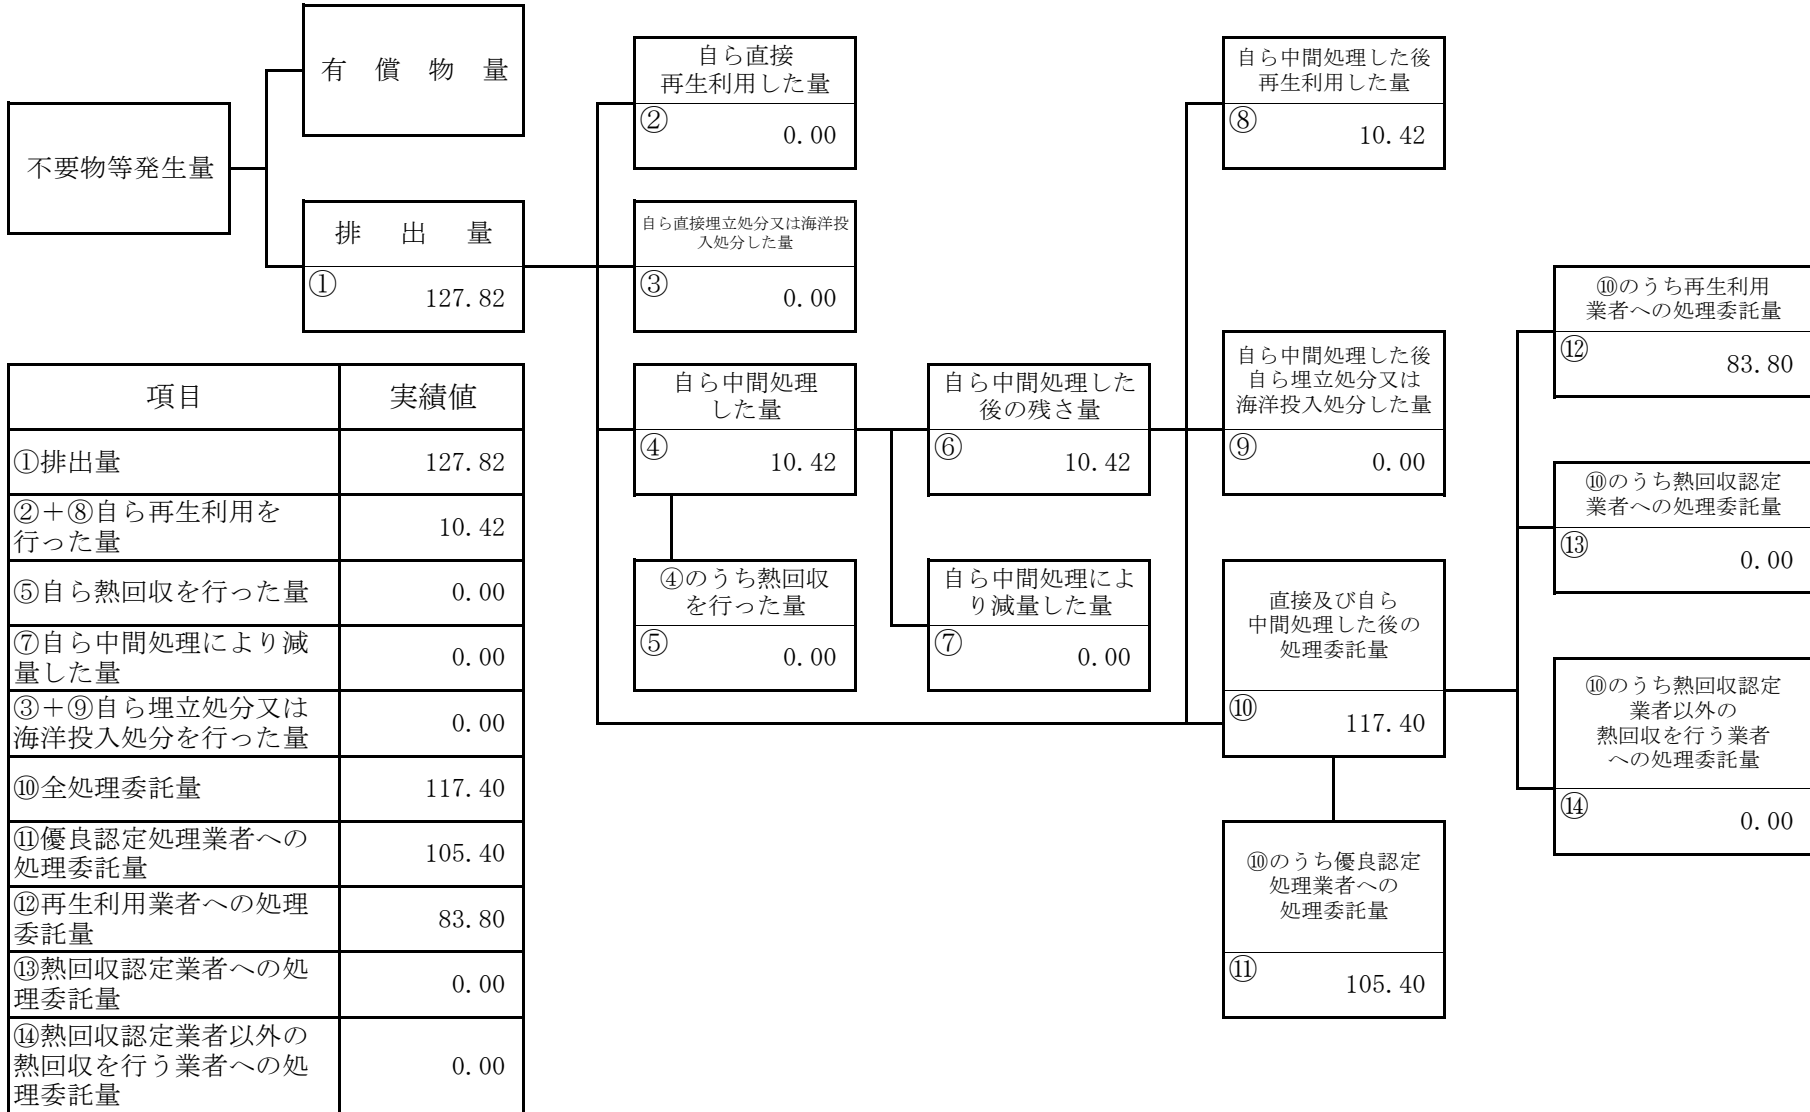 有　償　物　量
不要物等発生量
排　出　量
①
127.82
自ら直接
再生利用した量
②
0.00
自ら直接埋立処分又は海洋投
入処分した量
③
0.00
自ら中間処理
した量
④
10.42
④のうち熱回収
を行った量
⑤
0.00
自ら中間処理した
後の残さ量
⑥
10.42
自ら中間処理によ
り減量した量
⑦
0.00
自ら中間処理した後
再生利用した量
⑧
10.42
自ら中間処理した後
自ら埋立処分又は
海洋投入処分した量
⑨
0.00
直接及び自ら
中間処理した後の
処理委託量
⑩
117.40
⑩のうち優良認定
処理業者への
処理委託量
⑪
105.40
⑩のうち再生利用
業者への処理委託量
⑫
83.80
⑩のうち熱回収認定
業者への処理委託量
⑬
0.00
⑩のうち熱回収認定
業者以外の
熱回収を行う業者
への処理委託量
⑭
0.00
項目 実績値
①排出量 127.82
②＋⑧自ら再生利用を
行った量
10.42
⑤自ら熱回収を行った量 0.00
⑦自ら中間処理により減
量した量
0.00
③＋⑨自ら埋立処分又は
海洋投入処分を行った量
0.00
⑩全処理委託量 117.40
⑪優良認定処理業者への
処理委託量
105.40
⑫再生利用業者への処理
委託量
83.80
⑬熱回収認定業者への処
理委託量
0.00
⑭熱回収認定業者以外の
熱回収を行う業者への処
理委託量
0.00